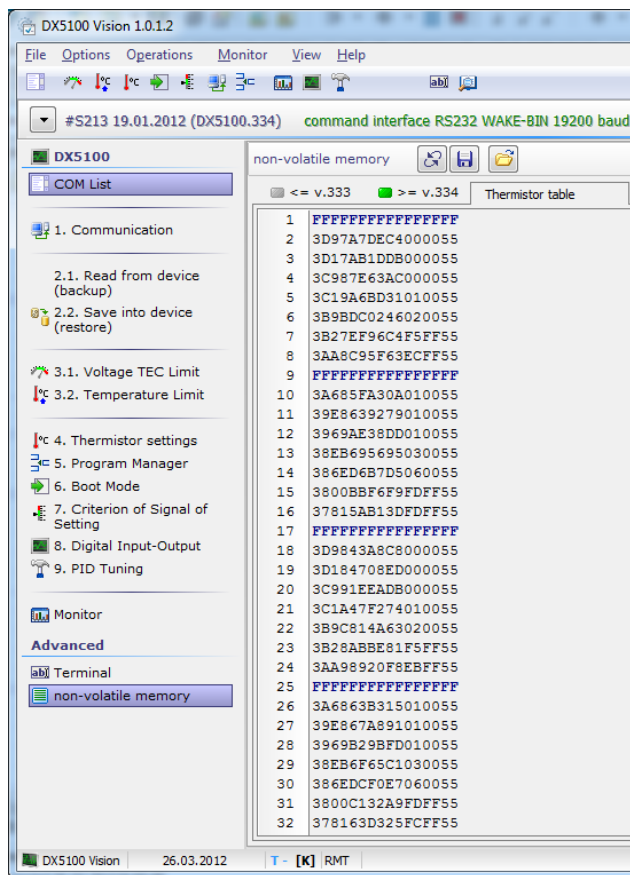 DX5100 Vision 1.0.1.2
File Options Operations Monitor View Help
ab
#S213 19.01.2012 (DX5100.334) command interface RS232 WAKE-BIN 19200 baud
DX5100
COM List
1. Communication
2.1. Read from device
(backup)
2.2. Save into device
(restore)
3.1. Voltage TEC Limit
3.2. Temperature Limit
4. Thermistor settings
5. Program Manager
6. Boot Mode
7. Criterion of Signal of
Setting
8. Digital Input-Output
9. PID Tuning
Monitor
Advanced
Terminal
non-volatile memory
non-volatile memory
<= v.333 >= v.334 Thermistor table
1 FFFFFFFFFFFFFFFF
2 3D97A7DEC4000055
3 3D17AB1DDB000055
4 3C987E63AC000055
5 3C19A6BD31010055
6 3B9BDC0246020055
7 3B27EF96C4F5FF55
8 3AA8C95F63ECFF55
9 FFFFFFFFFFFFFFFF
10 3A685FA30A010055
11 39E8639279010055
12 3969AE38DD010055
13 38EB695695030055
14 386ED6B7D5060055
15 3800BBF6F9FDFF55
16 37815AB13DFDFF55
17 FFFFFFFFFFFFFFFF
18 3D9843A8C8000055
19 3D184708ED000055
20 3C991EEADB000055
21 3C1A47F274010055
22 3B9C814A63020055
23 3B28ABBE81F5FF55
24 3AA98920F8EBFF55
25 FFFFFFFFFFFFFFFF
26 3A6863B315010055
27 39E867A891010055
28 3969B29BFD010055
29 38EB6F65C1030055
30 386EDCF0E7060055
31 3800C132A9FDFF55
32 378163D325FCFF55
DX5100 Vision 26.03.2012 T - [K] RMT